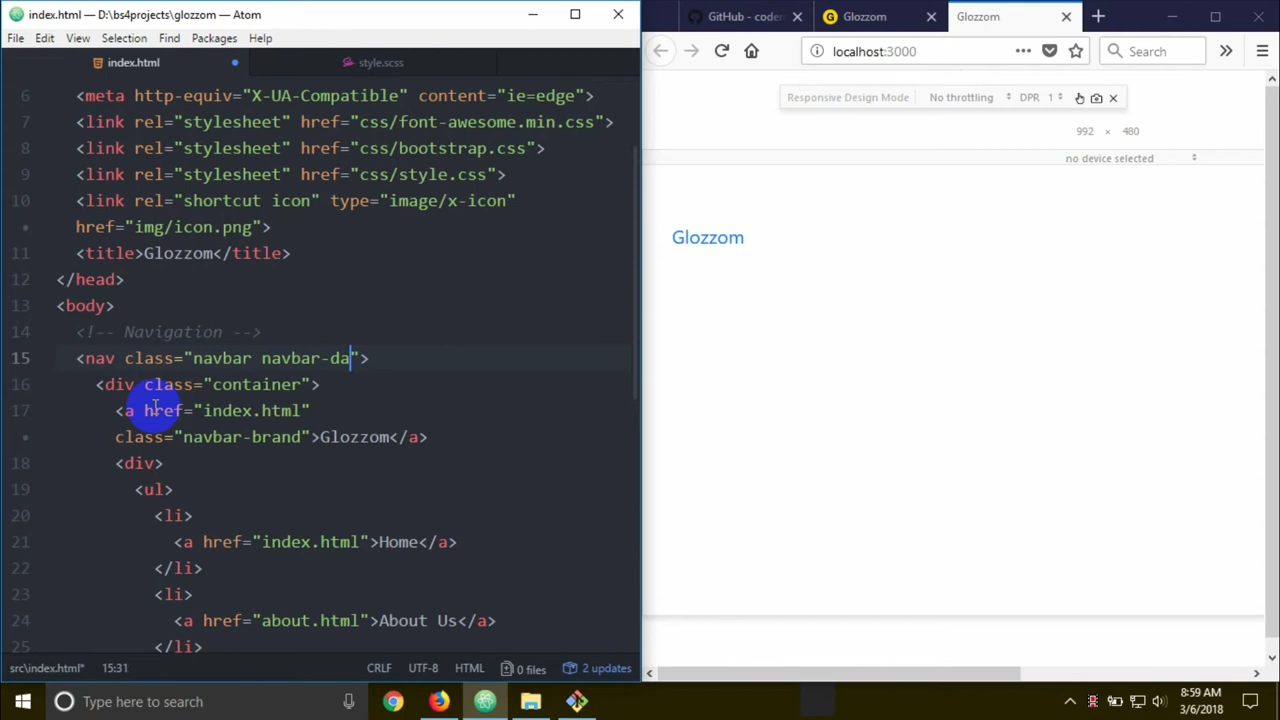 index.html — D:\bs4projects\glozzom — Atom
File Edit View Selection Find Packages Help
index.html
style.scss
6 <meta http-equiv="X-UA-Compatible" content="ie=edge">
7 <link rel="stylesheet" href="css/font-awesome.min.css">
8 <link rel="stylesheet" href="css/bootstrap.css">
9 <link rel="stylesheet" href="css/style.css">
10 <link rel="shortcut icon" type="image/x-icon"
• href="img/icon.png">
11 <title>Glozzom</title>
12 </head>
13 <body>
14 <!-- Navigation -->
15 <nav class="navbar navbar-da">
16 <div class="container">
17 <a href="index.html"
• class="navbar-brand">Glozzom</a>
18 <div>
19 <ul>
20 <li>
21 <a href="index.html">Home</a>
22 </li>
23 <li>
24 <a href="about.html">About Us</a>
25 </li>
src\index.html* 15:31 CRLF UTF-8 HTML 0 files 2 updates
GitHub - coder
Glozzom
Glozzom
localhost:3000
Search
Responsive Design Mode No throttling DPR 1
992 × 480
no device selected
Glozzom
Type here to search
8:59 AM
3/6/2018